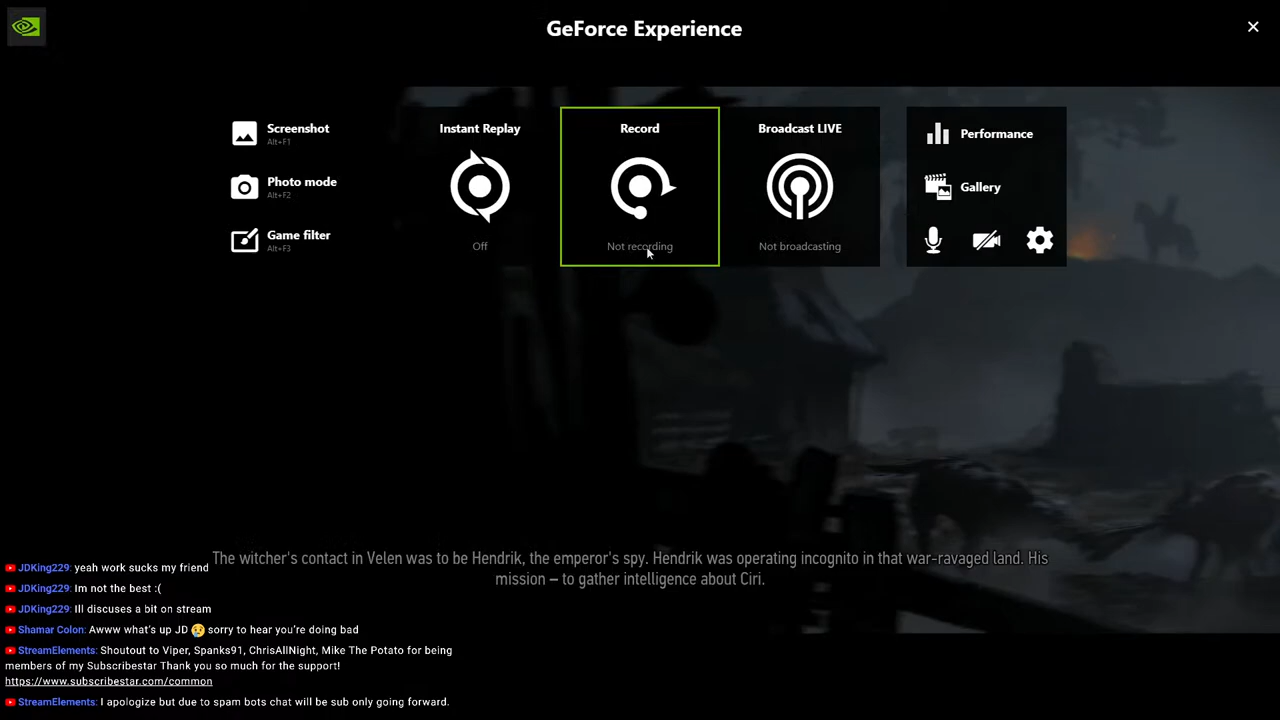 GeForce Experience
Screenshot
Alt+F1
Photo mode
Alt+F2
Game filter
Alt+F3
Instant Replay
Off
Record
Not recording
Broadcast LIVE
Not broadcasting
Performance
Gallery
The witcher's contact in Velen was to be Hendrik, the emperor's spy. Hendrik was operating incognito in that war-ravaged land. His
mission – to gather intelligence about Ciri.
JDKing229: yeah work sucks my friend
JDKing229: Im not the best :(
JDKing229: Ill discuses a bit on stream
Shamar Colon: Awww what's up JD 😢 sorry to hear you're doing bad
StreamElements: Shoutout to Viper, Spanks91, ChrisAllNight, Mike The Potato for being
members of my Subscribestar Thank you so much for the support!
https://www.subscribestar.com/common
StreamElements: I apologize but due to spam bots chat will be sub only going forward.